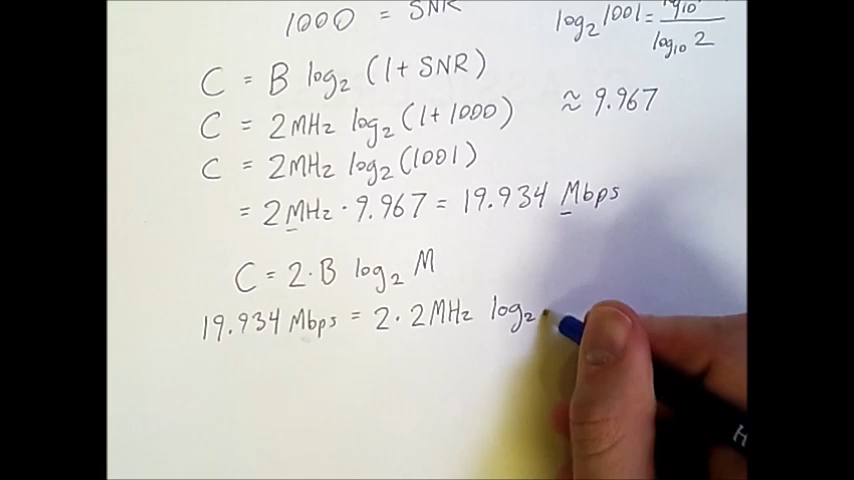 1000 = SNR
log₂ 1001 =
log₁₀ 2
C = B log₂ (1 + SNR)
≈ 9.967
C = 2MHz log₂ (1 + 1000)
C = 2MHz log₂ (1001)
= 2MHz · 9.967 = 19.934 Mbps
C = 2 · B log₂ M
19.934 Mbps = 2 · 2MHz log₂
H